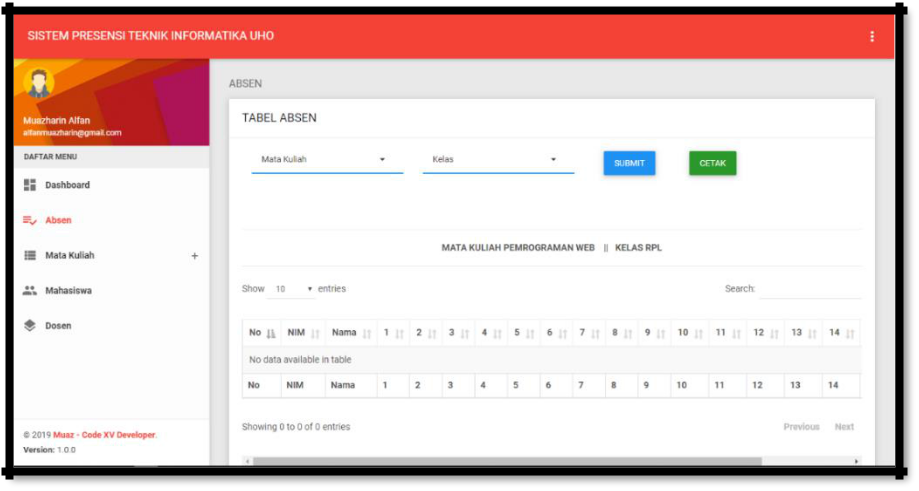 SISTEM PRESENSI TEKNIK INFORMATIKA UHO
Muazharin Alfan
alfanmuazharin@gmail.com
DAFTAR MENU
Dashboard
Absen
Mata Kuliah +
Mahasiswa
Dosen
© 2019 Muaz - Code XV Developer.
Version: 1.0.0
ABSEN
TABEL ABSEN
Mata Kuliah Kelas SUBMIT CETAK
MATA KULIAH PEMROGRAMAN WEB || KELAS RPL
Show 10 entries Search:
No NIM Nama 1 2 3 4 5 6 7 8 9 10 11 12 13 14
No data available in table
No NIM Nama 1 2 3 4 5 6 7 8 9 10 11 12 13 14
Showing 0 to 0 of 0 entries Previous Next